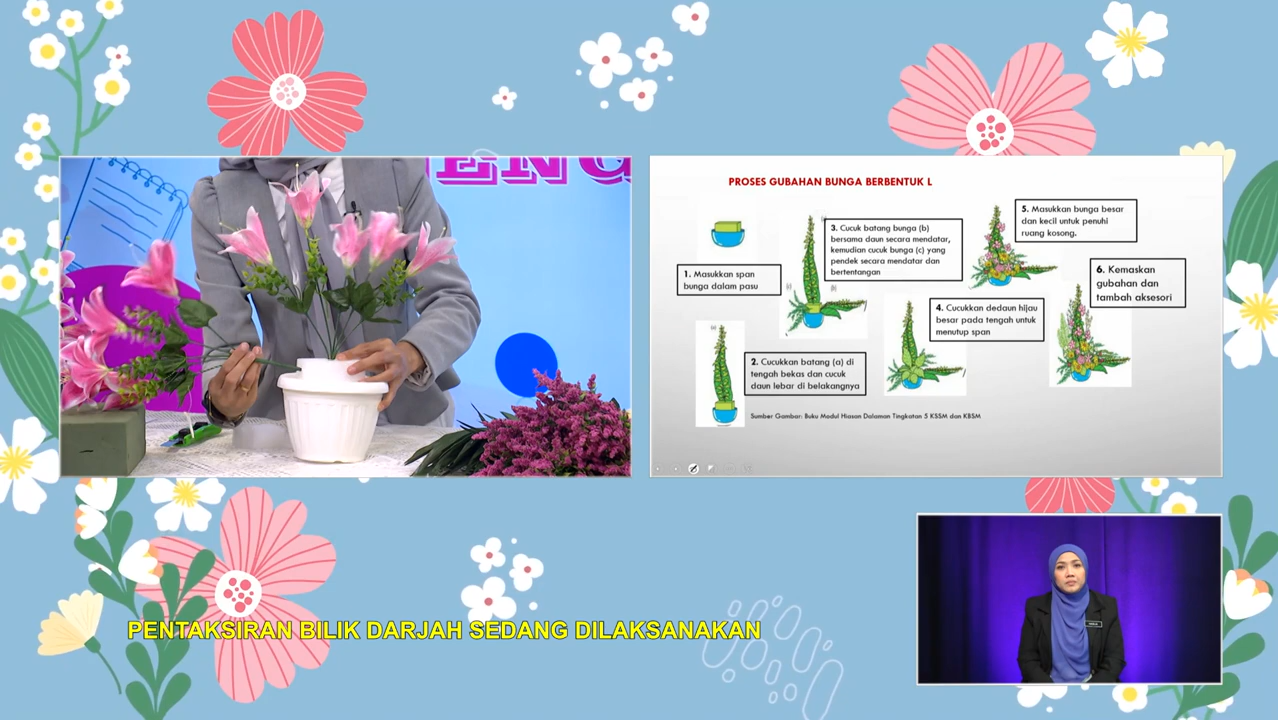 ENG
PROSES GUBAHAN BUNGA BERBENTUK L
1. Masukkan span
bunga dalam pasu
2. Cucukkan batang (a) di
tengah bekas dan cucuk
daun lebar di belakangnya
3. Cucuk batang bunga (b)
bersama daun secara mendatar,
kemudian cucuk bunga (c) yang
pendek secara mendatar dan
bertentangan
4. Cucukkan dedaun hijau
besar pada tengah untuk
menutup span
5. Masukkan bunga besar
dan kecil untuk penuhi
ruang kosong.
6. Kemaskan
gubahan dan
tambah aksesori
Sumber Gambar: Buku Modul Hiasan Dalaman Tingkatan 5 KSSM dan KBSM
PENTAKSIRAN BILIK DARJAH SEDANG DILAKSANAKAN